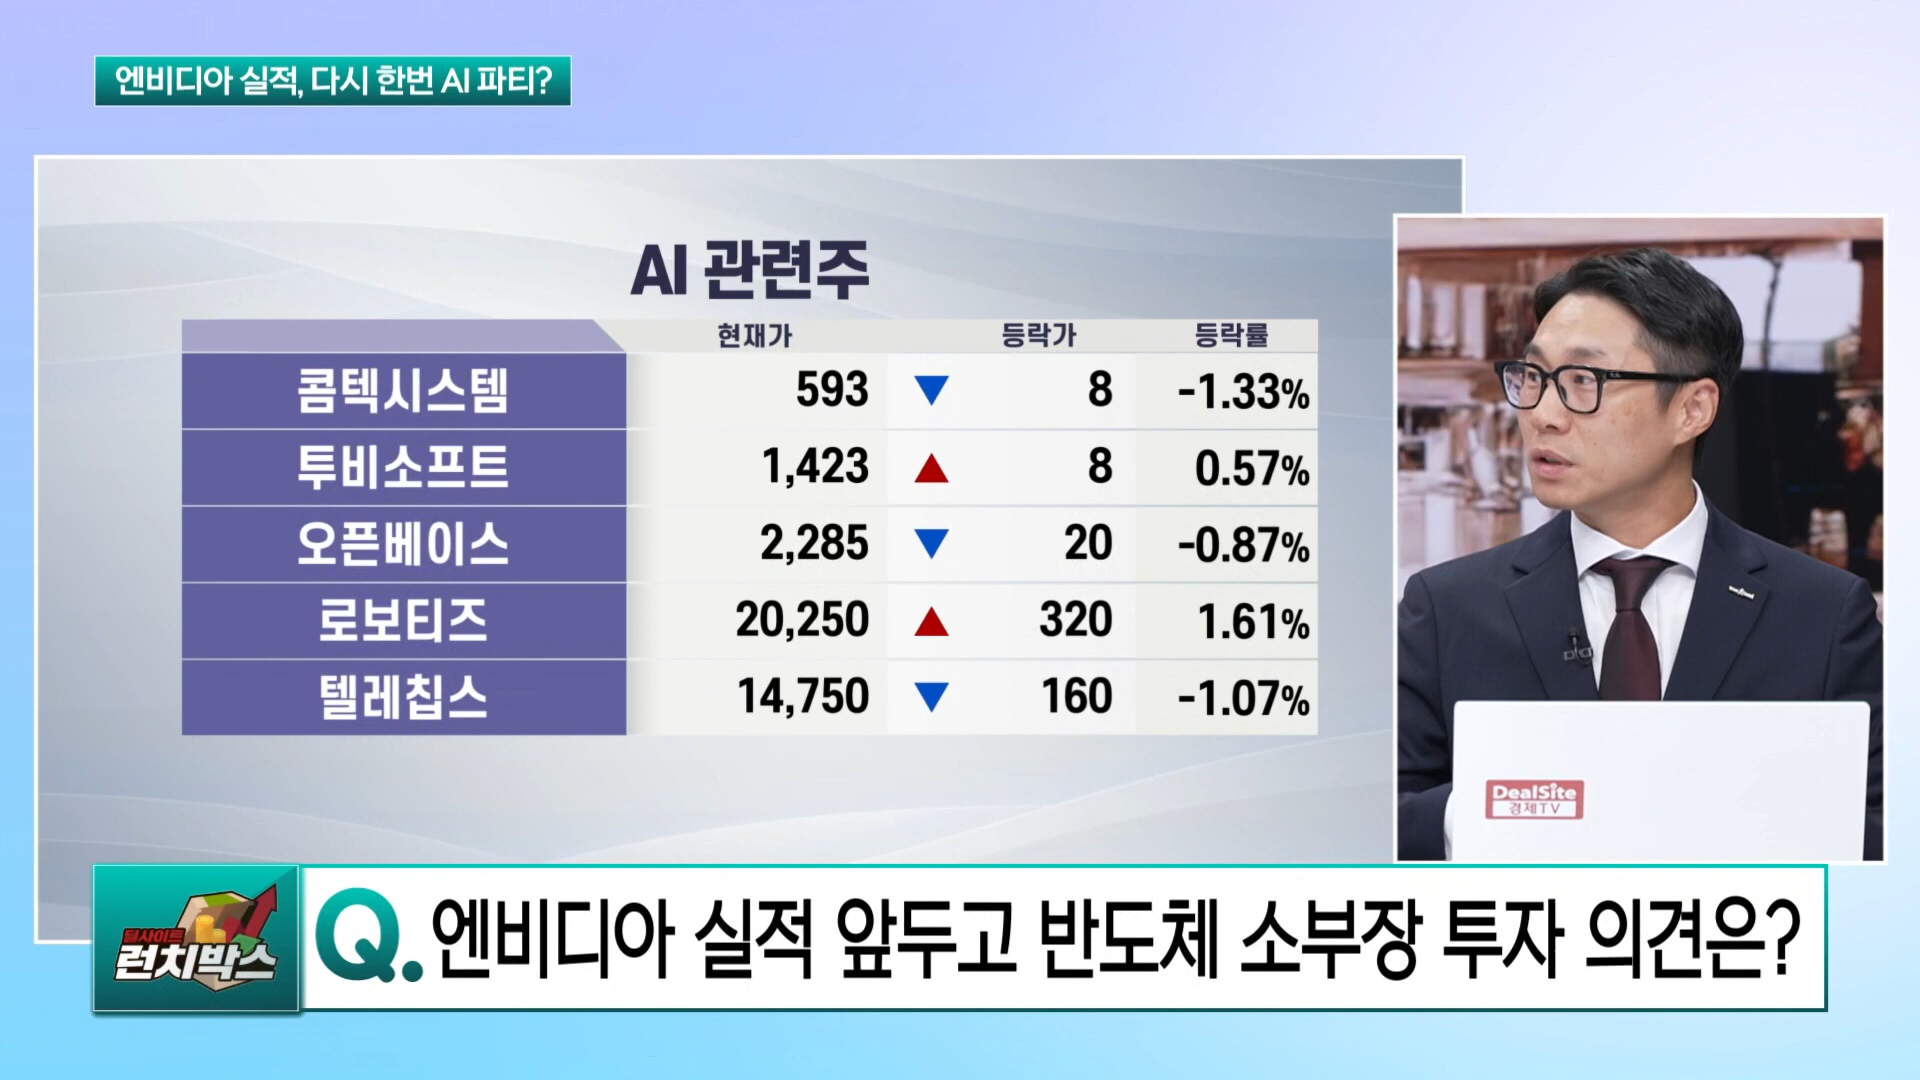 엔비디아 실적, 다시 한번 AI 파티?
AI 관련주
현재가 등락가 등락률
콤텍시스템 593 ▼ 8 -1.33%
투비소프트 1,423 ▲ 8 0.57%
오픈베이스 2,285 ▼ 20 -0.87%
로보티즈 20,250 ▲ 320 1.61%
텔레칩스 14,750 ▼ 160 -1.07%
DealSite
경제TV
딜사이트
런치박스
Q. 엔비디아 실적 앞두고 반도체 소부장 투자 의견은?